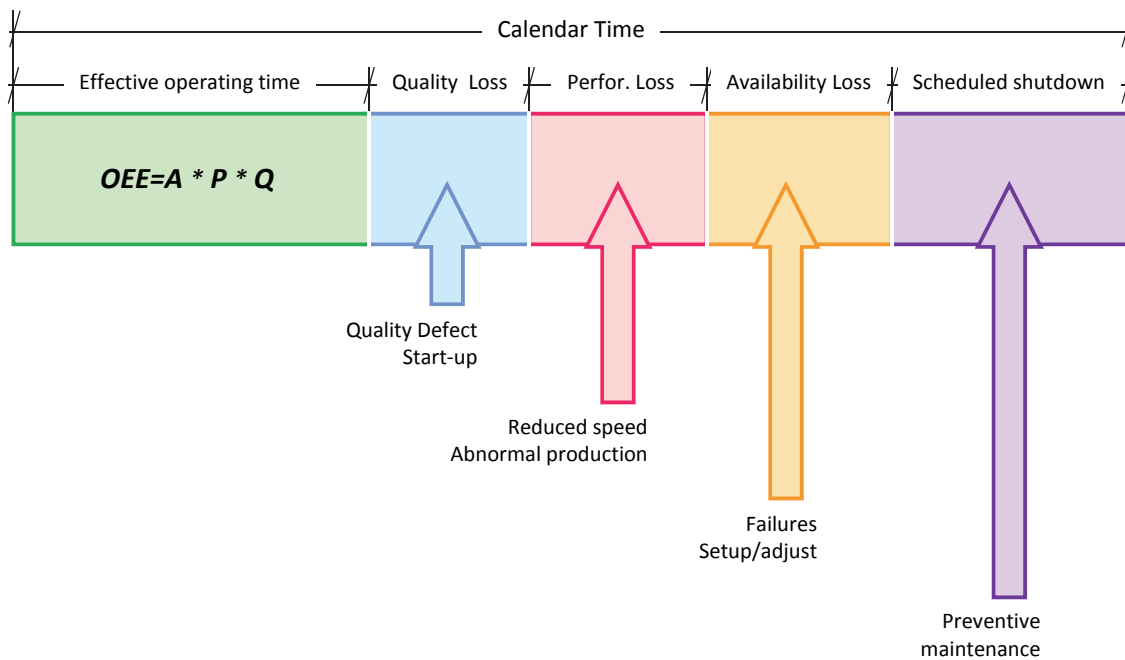 Calendar Time
Effective operating time
Quality Loss
Perfor. Loss
Availability Loss
Scheduled shutdown
OEE=A * P * Q
Quality Defect
Start-up
Reduced speed
Abnormal production
Failures
Setup/adjust
Preventive
maintenance